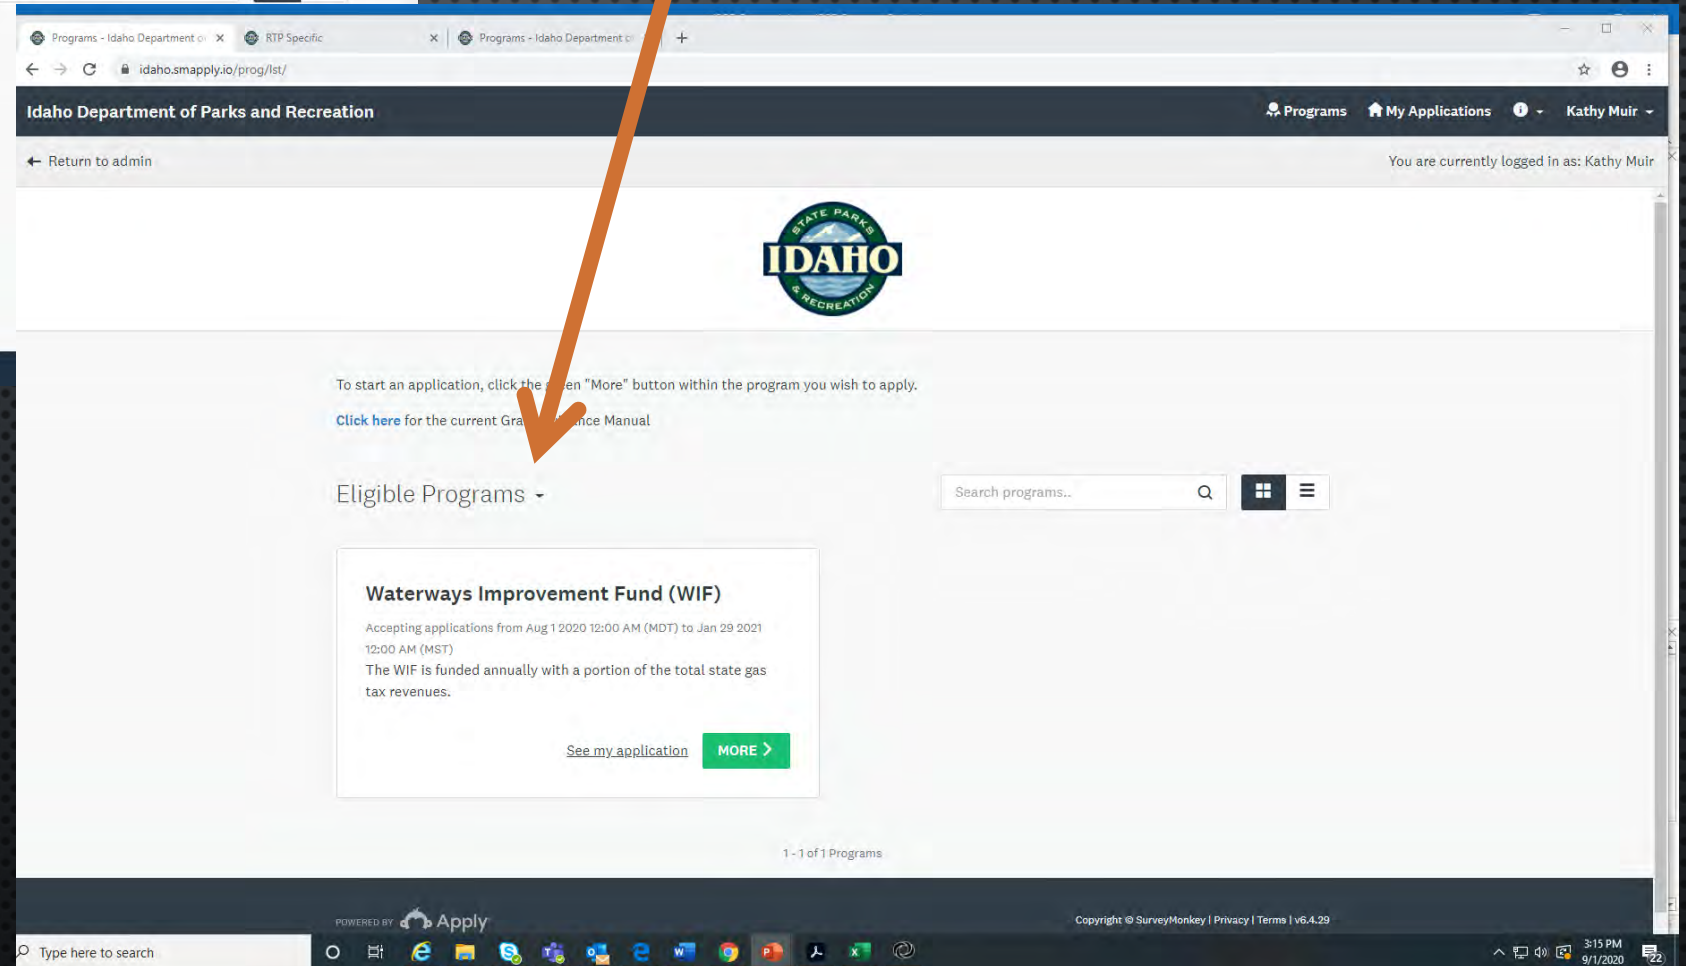 Programs - Idaho Department o
RTP Specific
Programs - Idaho Department
idaho.smapply.io/prog/lst/
Idaho Department of Parks and Recreation
Programs
My Applications
Kathy Muir
Return to admin
You are currently logged in as: Kathy Muir
STATE PARKS
IDAHO
& RECREATION
To start an application, click the "More" button within the program you wish to apply.
Click here for the current Manual
Eligible Programs
Search programs..
Waterways Improvement Fund (WIF)
Accepting applications from Aug 1 2020 12:00 AM (MDT) to Jan 29 2021
12:00 AM (MST)
The WIF is funded annually with a portion of the total state gas
tax revenues.
See my application
MORE
1 - 1 of 1 Programs
POWERED BY Apply
Copyright © SurveyMonkey | Privacy | Terms | v6.4.29
Type here to search
3:15 PM
9/1/2020
22